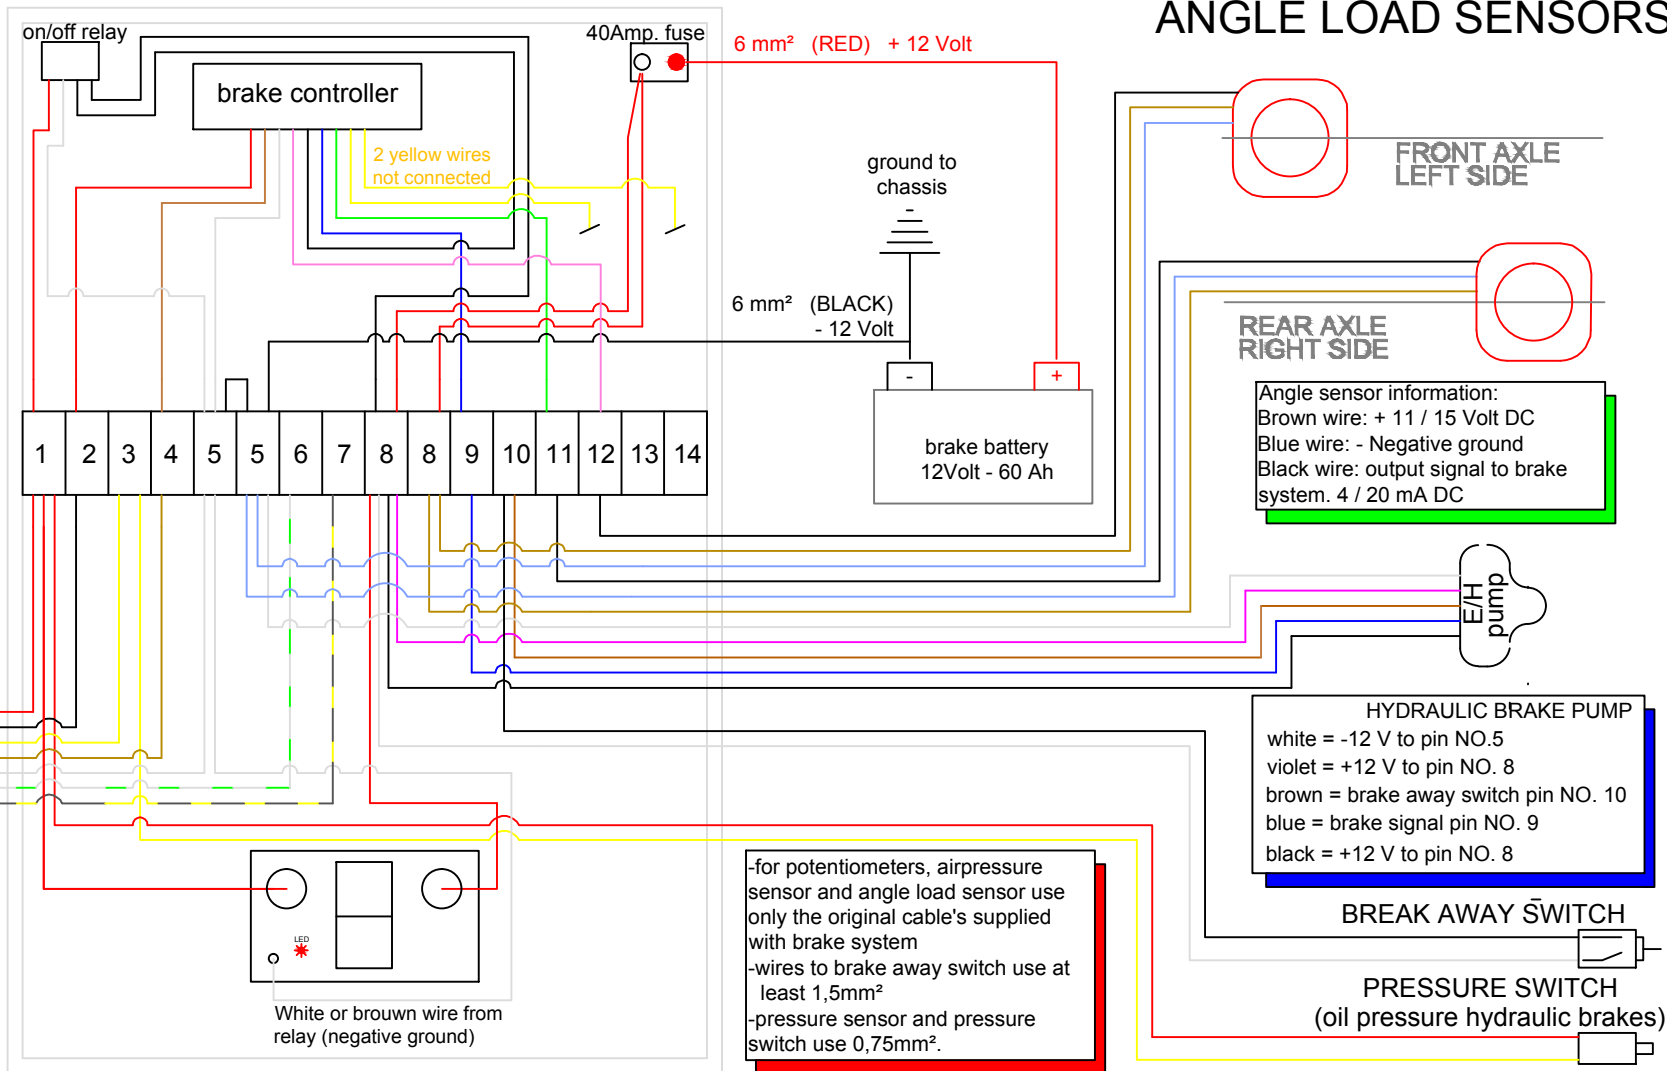 ANGLE LOAD SENSORS
on/off relay
40Amp. fuse
6 mm² (RED) + 12 Volt
brake controller
2 yellow wires
not connected
ground to
chassis
FRONT AXLE
LEFT SIDE
6 mm² (BLACK)
- 12 Volt
REAR AXLE
RIGHT SIDE
- +
brake battery
12Volt - 60 Ah
Angle sensor information:
Brown wire: + 11 / 15 Volt DC
Blue wire: - Negative ground
Black wire: output signal to brake
system. 4 / 20 mA DC
1 2 3 4 5 5 6 7 8 8 9 10 11 12 13 14
E/H
pump
HYDRAULIC BRAKE PUMP
white = -12 V to pin NO.5
violet = +12 V to pin NO. 8
brown = brake away switch pin NO. 10
blue = brake signal pin NO. 9
black = +12 V to pin NO. 8
LED
White or brouwn wire from
relay (negative ground)
-for potentiometers, airpressure
sensor and angle load sensor use
only the original cable's supplied
with brake system
-wires to brake away switch use at
least 1,5mm²
-pressure sensor and pressure
switch use 0,75mm².
BREAK AWAY SWITCH
PRESSURE SWITCH
(oil pressure hydraulic brakes)